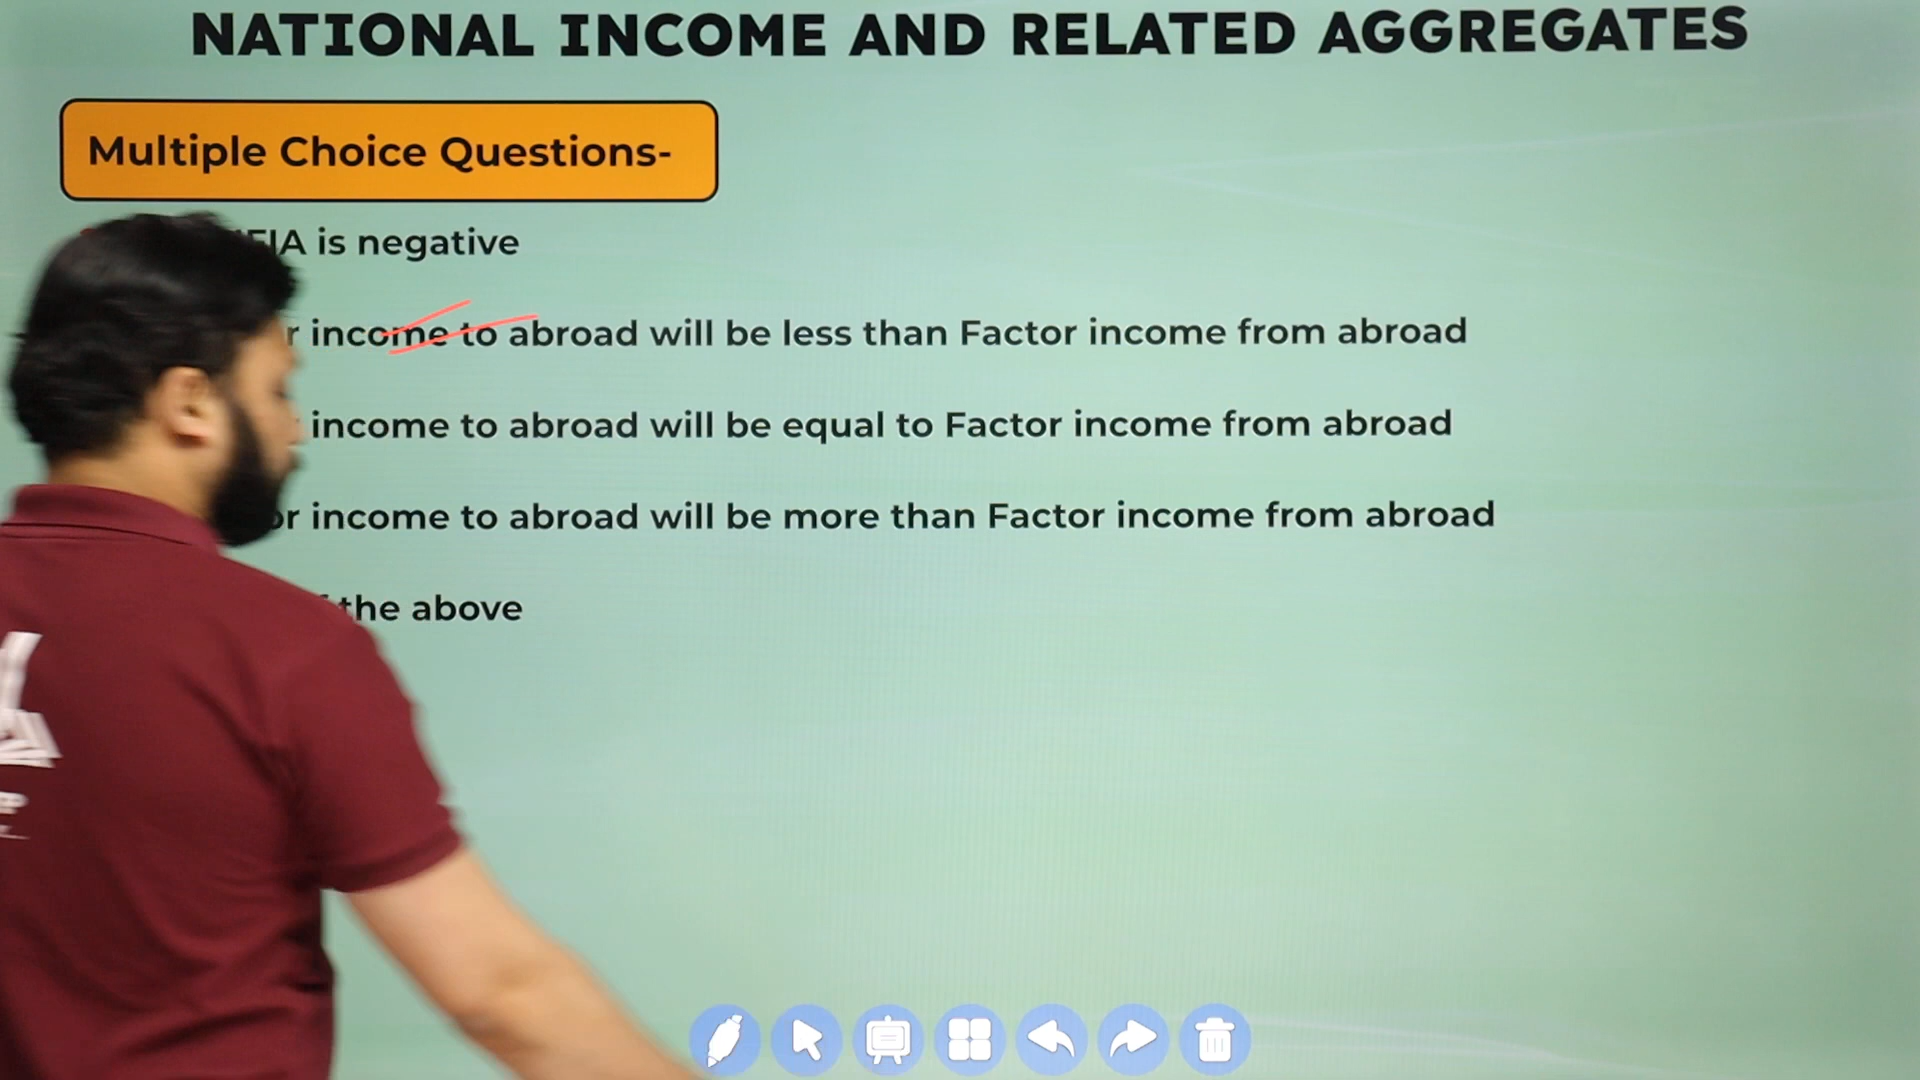 NATIONAL INCOME AND RELATED AGGREGATES
Multiple Choice Questions-
is negative
income to abroad will be less than Factor income from abroad
income to abroad will be equal to Factor income from abroad
income to abroad will be more than Factor income from abroad
the above